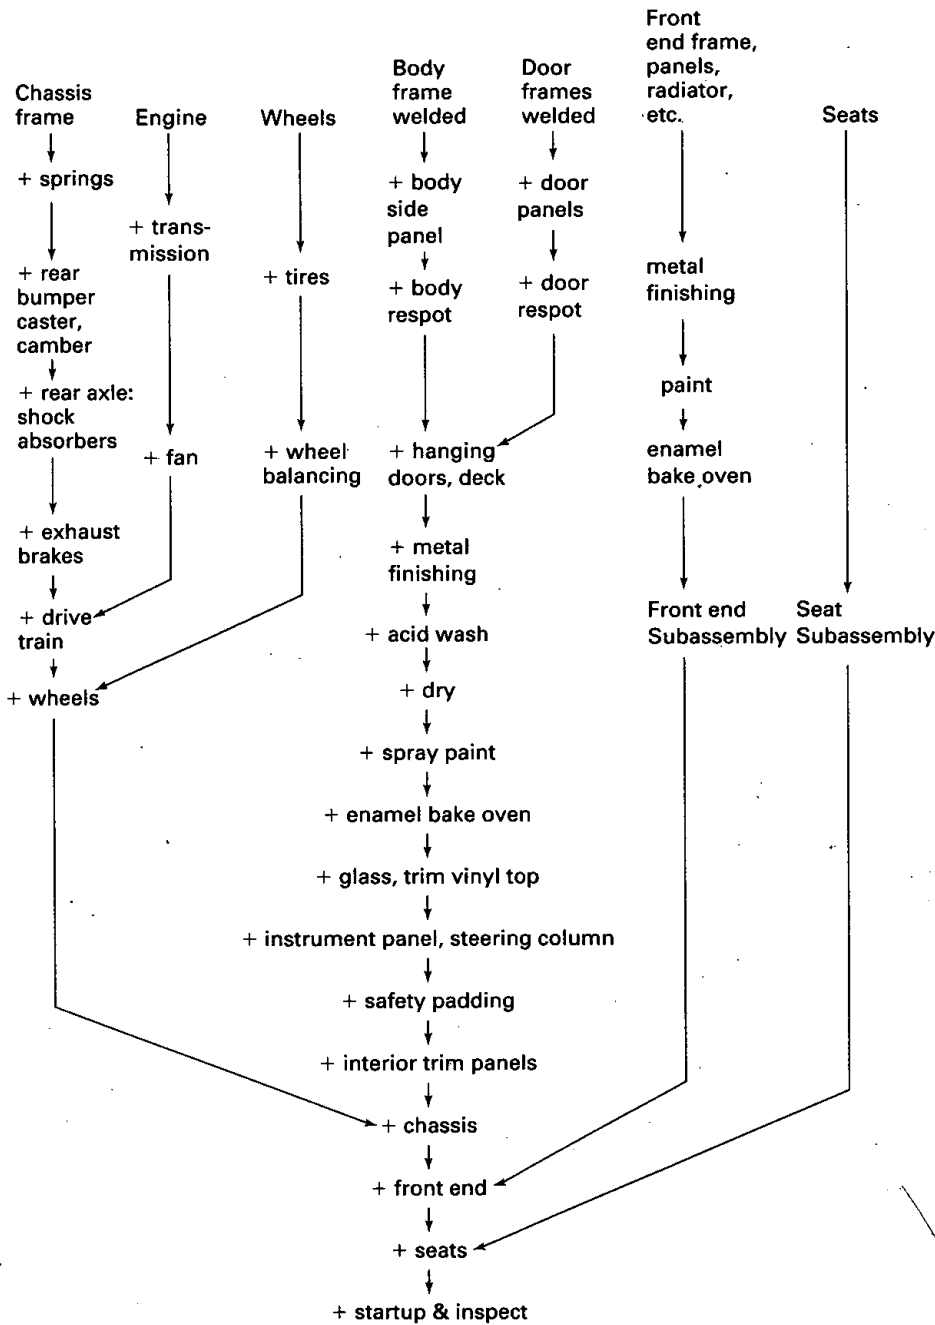 Chassis
frame
+ springs
+ rear
bumper
caster,
camber
+ rear axle:
shock
absorbers
+ exhaust
brakes
+ drive
train
+ wheels
Engine
+ trans-
mission
+ fan
Wheels
+ tires
+ wheel
balancing
Body
frame
welded
+ body
side
panel
+ body
respot
Door
frames
welded
+ door
panels
+ door
respot
+ hanging
doors, deck
+ metal
finishing
+ acid wash
+ dry
+ spray paint
+ enamel bake oven
+ glass, trim vinyl top
+ instrument panel, steering column
+ safety padding
+ interior trim panels
+ chassis
+ front end
+ seats
+ startup & inspect
Front
end frame,
panels,
radiator,
etc.
metal
finishing
paint
enamel
bake oven
Front end
Subassembly
Seats
Seat
Subassembly